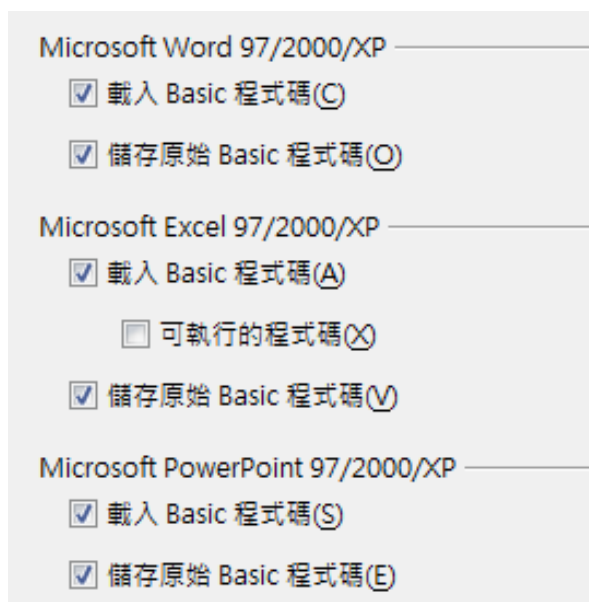 Microsoft Word 97/2000/XP
載入 Basic 程式碼(C)
儲存原始 Basic 程式碼(O)
Microsoft Excel 97/2000/XP
載入 Basic 程式碼(A)
可執行的程式碼(X)
儲存原始 Basic 程式碼(V)
Microsoft PowerPoint 97/2000/XP
載入 Basic 程式碼(S)
儲存原始 Basic 程式碼(E)